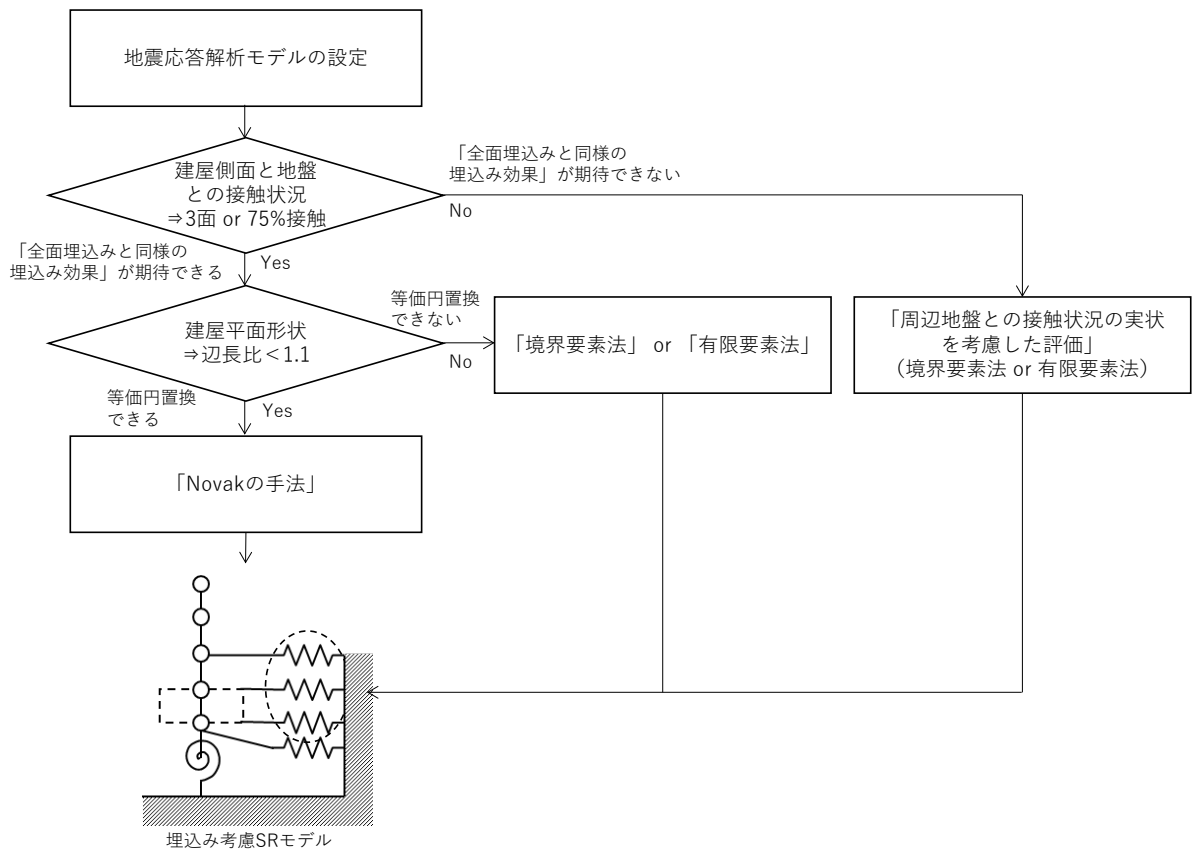 地震応答解析モデルの設定
建屋側面と地盤
との接触状況
⇒3面 or 75%接触
「全面埋込みと同様の
埋込み効果」が期待できない
No
「全面埋込みと同様の
埋込み効果」が期待できる
Yes
建屋平面形状
⇒辺長比<1.1
等価円置換
できない
No
「境界要素法」 or 「有限要素法」
「周辺地盤との接触状況の実状
を考慮した評価」
（境界要素法 or 有限要素法）
等価円置換
できる
Yes
「Novakの手法」
埋込み考慮SRモデル